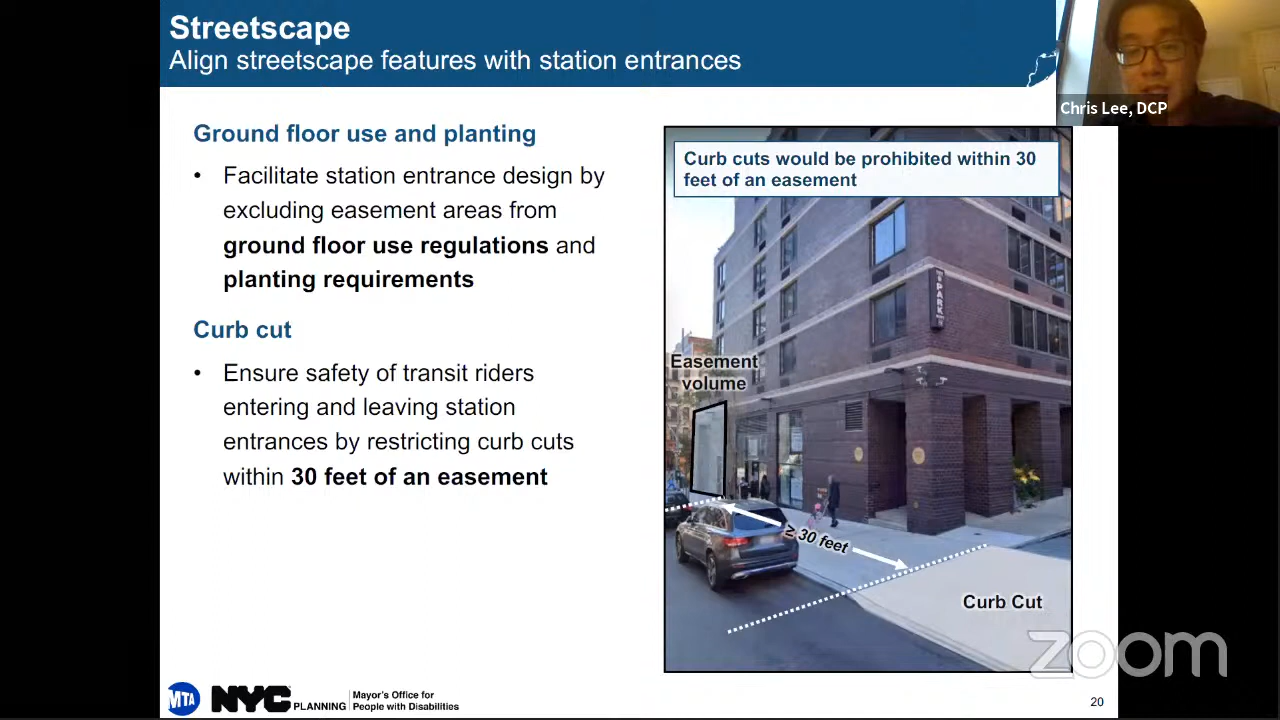 Streetscape
Align streetscape features with station entrances
Chris Lee, DCP
Ground floor use and planting
• Facilitate station entrance design by
excluding easement areas from
ground floor use regulations and
planting requirements
Curb cut
• Ensure safety of transit riders
entering and leaving station
entrances by restricting curb cuts
within 30 feet of an easement
Curb cuts would be prohibited within 30
feet of an easement
PARK
Easement
volume
≥ 30 feet
Curb Cut
zoom
MTA
NYC
PLANNING
Mayor's Office for
People with Disabilities
20